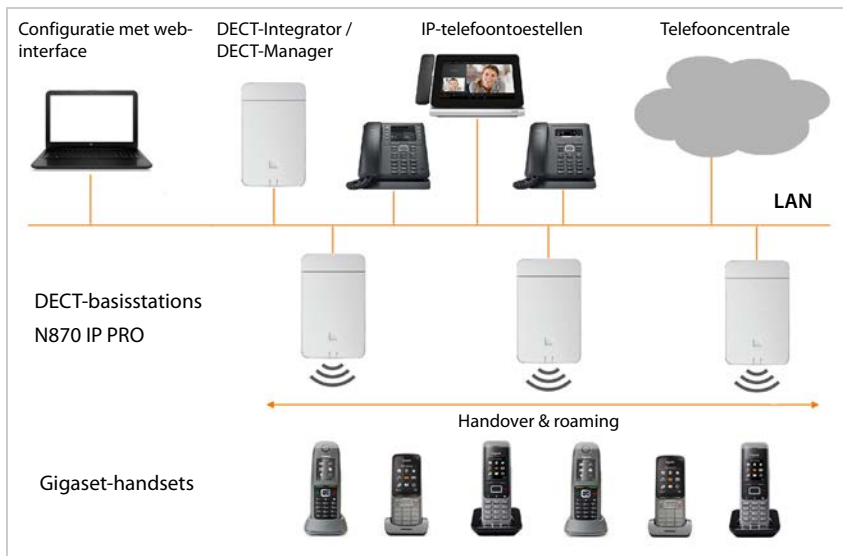 Configuratie met web-
interface
DECT-Integrator /
DECT-Manager
IP-telefoontoestellen
Telefooncentrale
LAN
DECT-basisstations
N870 IP PRO
Handover & roaming
Gigaset-handsets